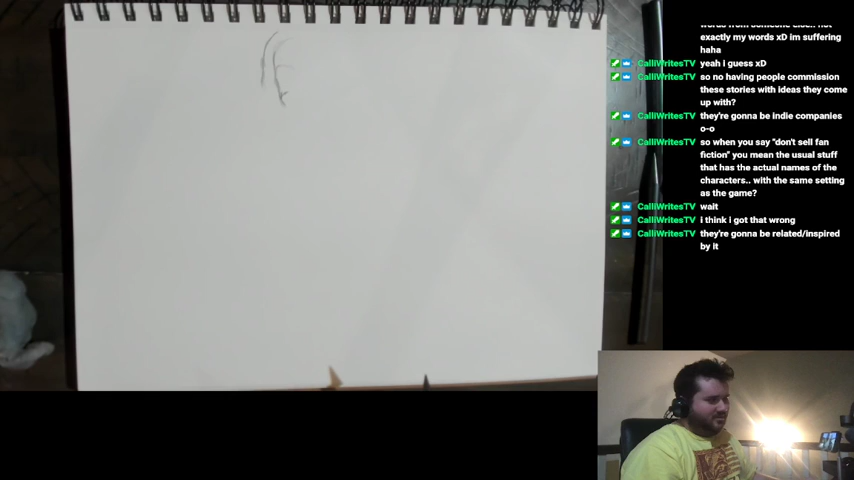 words from someone else.. not
exactly my words xD im suffering
haha
CalliWritesTV yeah i guess xD
CalliWritesTV so no having people commission
these stories with ideas they come
up with?
CalliWritesTV they're gonna be indie companies
o-o
CalliWritesTV so when you say "don't sell fan
fiction" you mean the usual stuff
that has the actual names of the
characters.. with the same setting
as the game?
CalliWritesTV wait
CalliWritesTV i think i got that wrong
CalliWritesTV they're gonna be related/inspired
by it